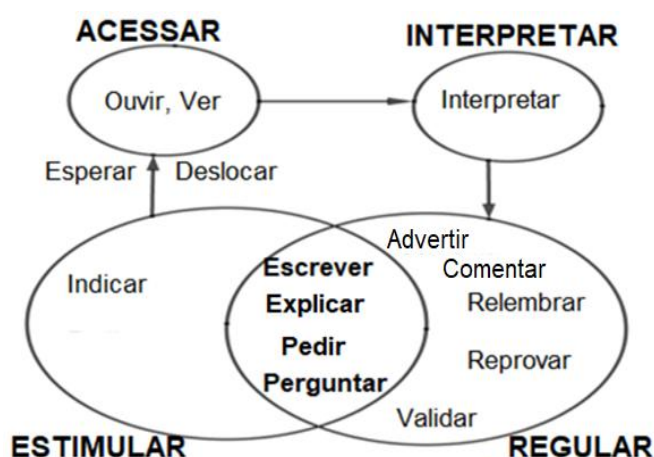 ACESSAR
INTERPRETAR
Ouvir, Ver
Interpretar
Esperar
Deslocar
Indicar
Escrever
Explicar
Pedir
Perguntar
Advertir
Comentar
Relembrar
Reprovar
Validar
ESTIMULAR
REGULAR